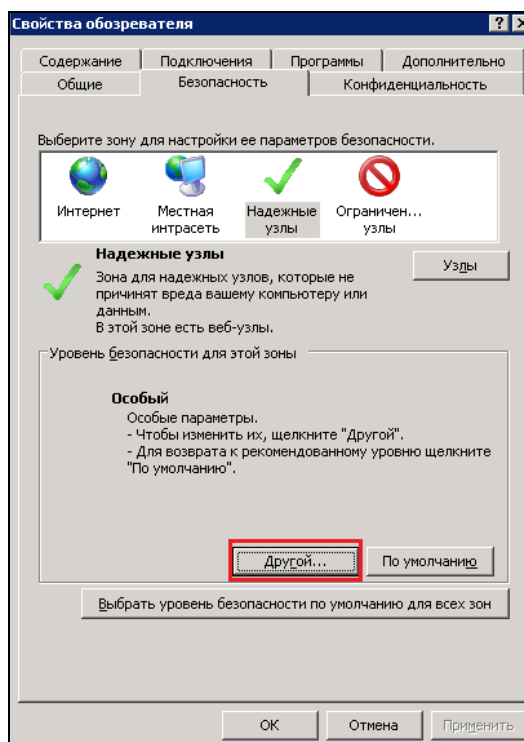 Свойства обозревателя
Содержание Подключения Программы Дополнительно
Общие Безопасность Конфиденциальность
Выберите зону для настройки ее параметров безопасности.
Интернет Местная Надежные Ограничен...
интрасеть узлы узлы
Надежные узлы
Узлы
Зона для надежных узлов, которые не
причинят вреда вашему компьютеру или
данным.
В этой зоне есть веб-узлы.
Уровень безопасности для этой зоны
Особый
Особые параметры.
- Чтобы изменить их, щелкните "Другой".
- Для возврата к рекомендованному уровню щелкните
"По умолчанию".
Другой... По умолчанию
Выбрать уровень безопасности по умолчанию для всех зон
ОК Отмена Применить